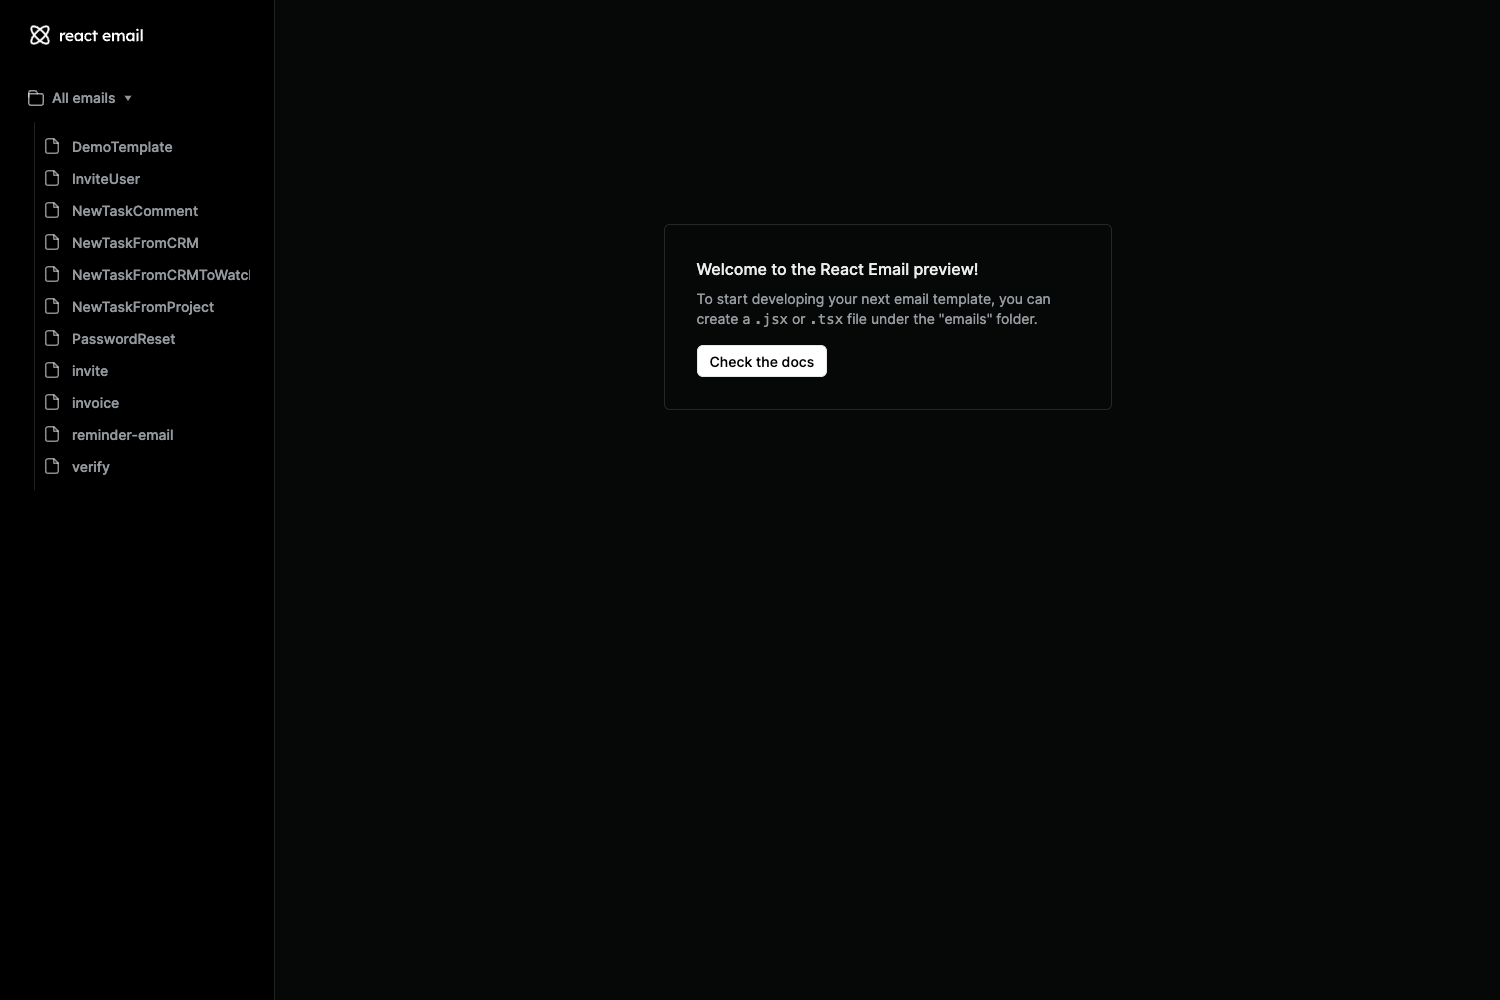 react email
All emails
DemoTemplate
InviteUser
NewTaskComment
NewTaskFromCRM
NewTaskFromCRMToWatcl
NewTaskFromProject
PasswordReset
invite
invoice
reminder-email
verify
Welcome to the React Email preview!
To start developing your next email template, you can
create a .jsx or .tsx file under the "emails" folder.
Check the docs